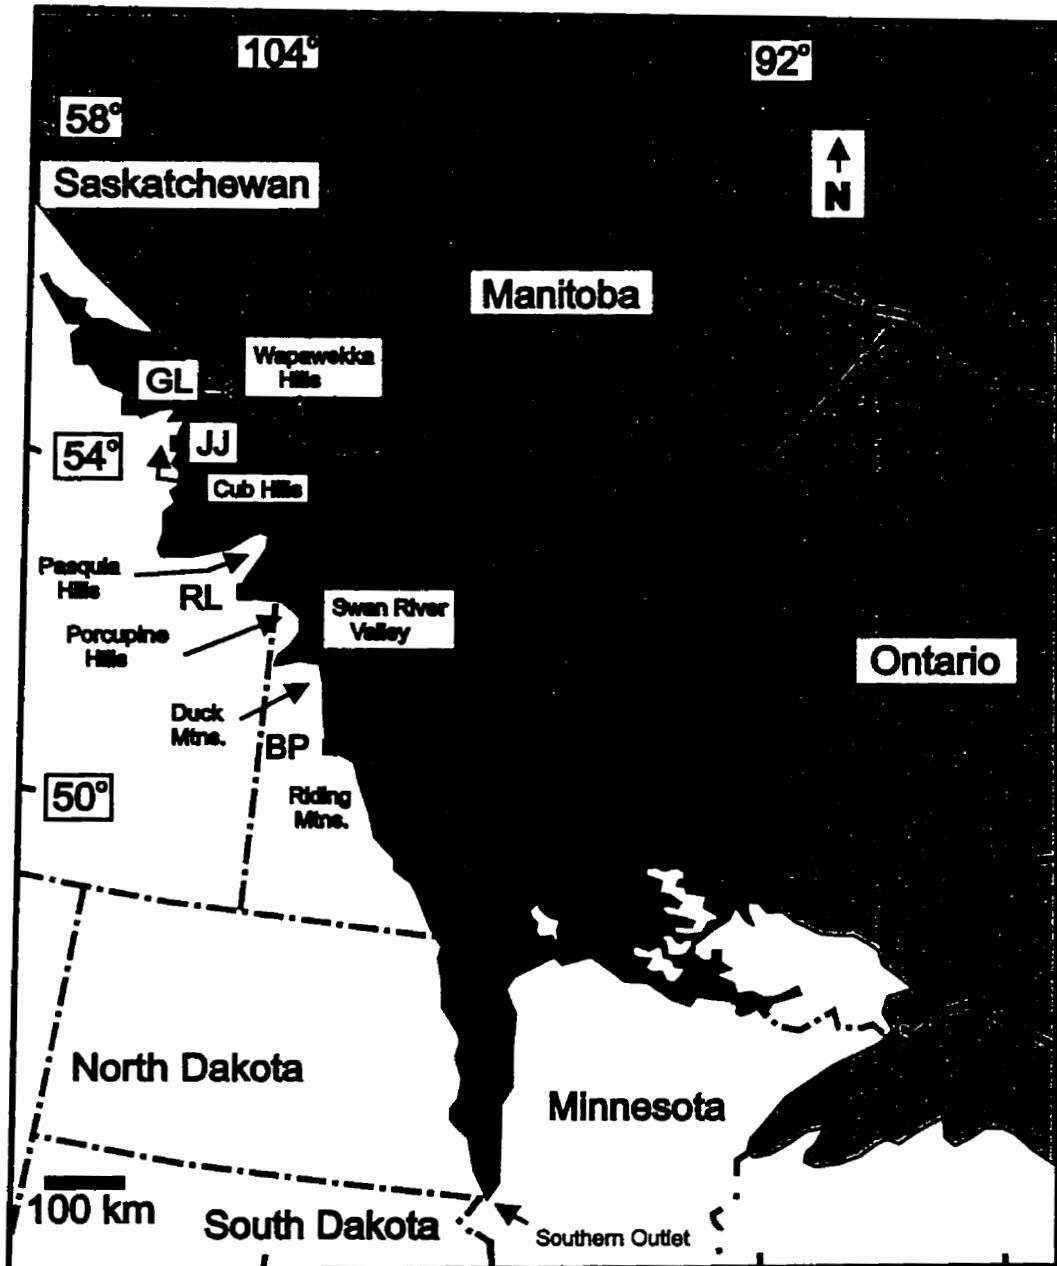 104°
92°
58°
Saskatchewan
N
Manitoba
Wapawekka
Hills
GL
JJ
54°
Cub Hills
Pasquia
Hills
RL
Swan River
Valley
Porcupine
Hills
Ontario
Duck
Mtns.
BP
50°
Riding
Mtns.
North Dakota
Minnesota
100 km
South Dakota
Southern Outlet